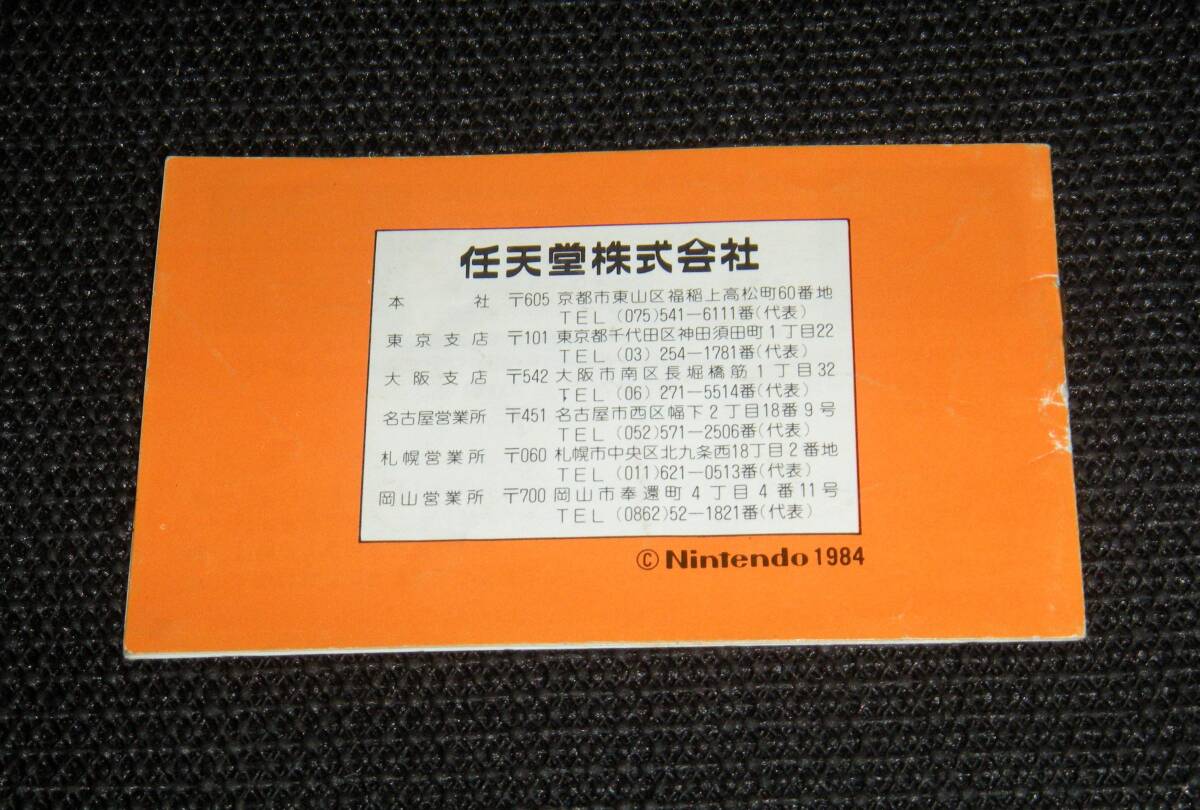 任天堂株式会社
本社 〒605 京都市東山区福稲上高松町60番地
TEL (075)541-6111番(代表)
東京支店 〒101 東京都千代田区神田須田町1丁目22
TEL (03) 254-1781番(代表)
大阪支店 〒542 大阪市南区長堀橋筋1丁目32
TEL (06) 271-5514番(代表)
名古屋営業所 〒451 名古屋市西区幅下2丁目18番9号
TEL (052)571-2506番(代表)
札幌営業所 〒060 札幌市中央区北九条西18丁目2番地
TEL (011)621-0513番(代表)
岡山営業所 〒700 岡山市奉還町4丁目4番11号
TEL (0862)52-1821番(代表)
© Nintendo 1984